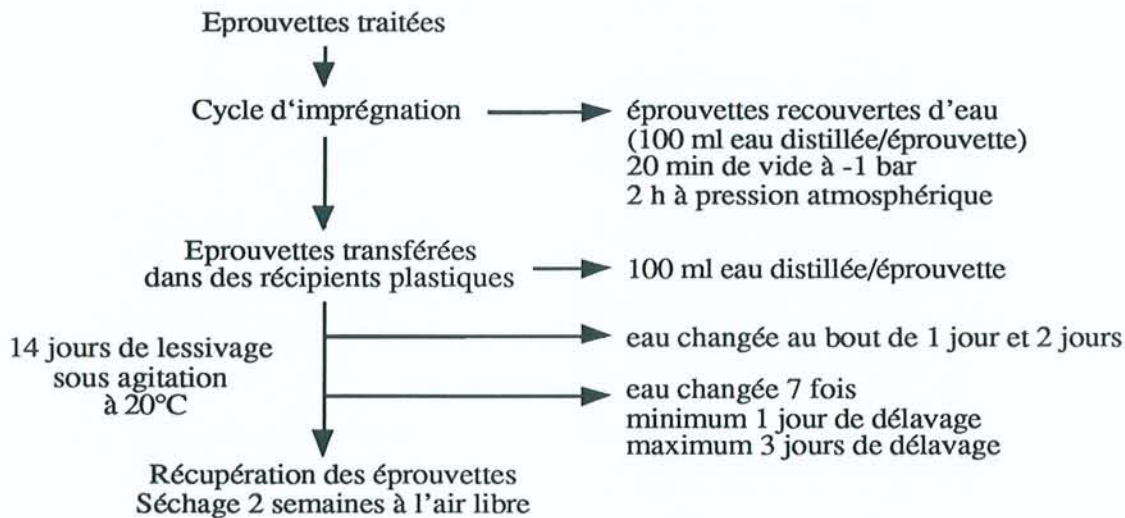 Eprouvettes traitées
Cycle d‘imprégnation
éprouvettes recouvertes d’eau
(100 ml eau distillée/éprouvette)
20 min de vide à -1 bar
2 h à pression atmosphérique
Eprouvettes transférées
dans des récipients plastiques
100 ml eau distillée/éprouvette
14 jours de lessivage
sous agitation
à 20°C
eau changée au bout de 1 jour et 2 jours
eau changée 7 fois
minimum 1 jour de délavage
maximum 3 jours de délavage
Récupération des éprouvettes
Séchage 2 semaines à l’air libre